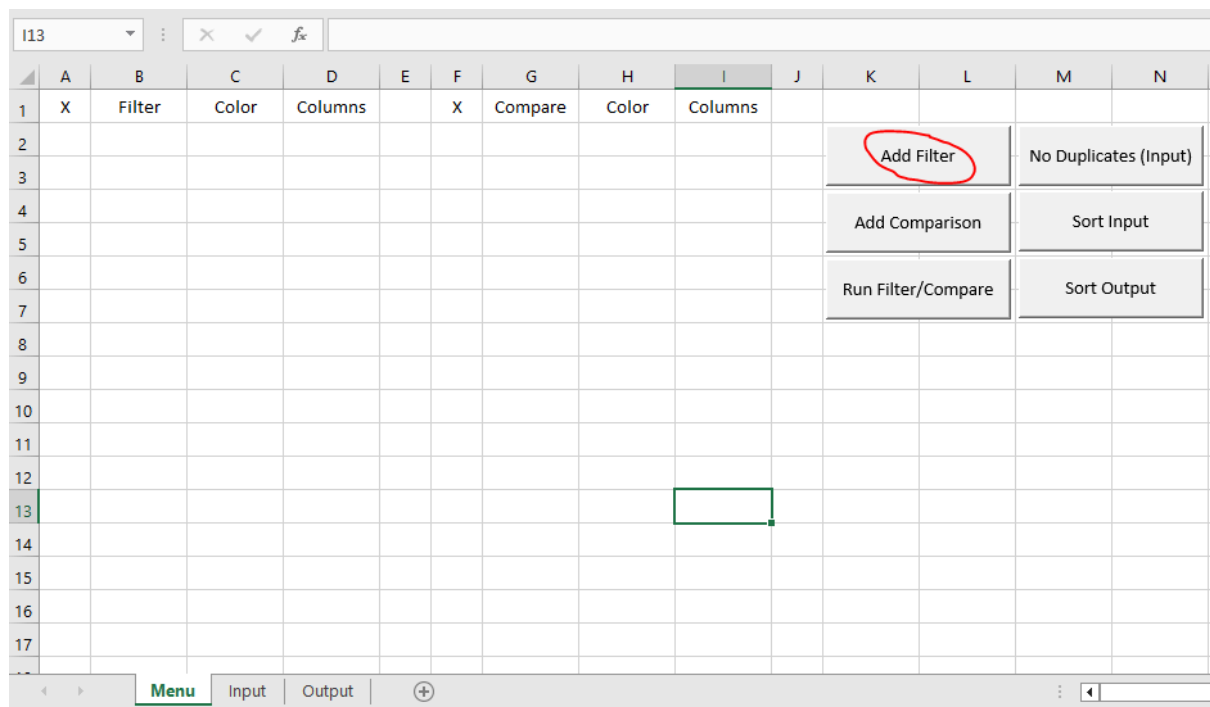 I13 fx
A B C D E F G H I J K L M N
1 X Filter Color Columns X Compare Color Columns
2
Add Filter No Duplicates (Input)
3
4
Add Comparison Sort Input
5
6
Run Filter/Compare Sort Output
7
8
9
10
11
12
13
14
15
16
17
Menu Input Output